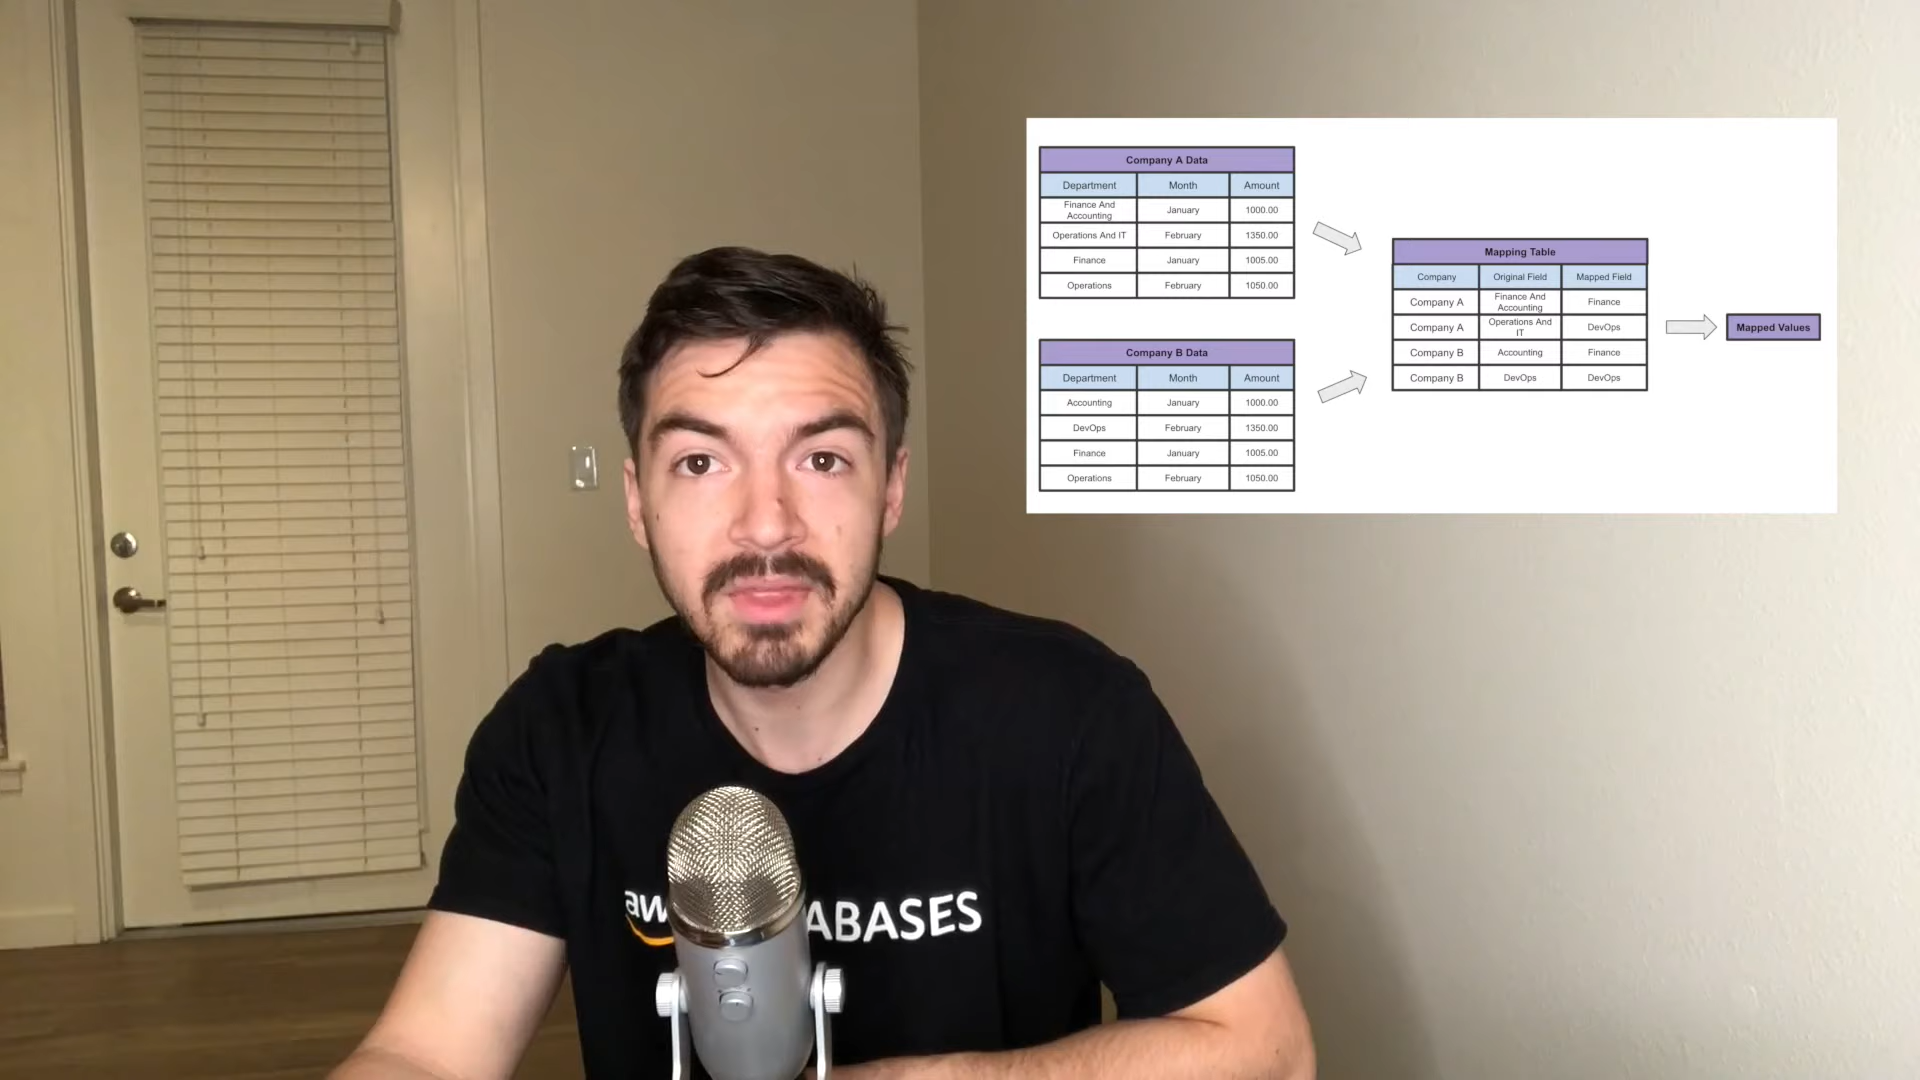 Company A Data
Department Month Amount
Finance And
Accounting January 1000.00
Operations And IT February 1350.00
Finance January 1005.00
Operations February 1050.00
Company B Data
Department Month Amount
Accounting January 1000.00
DevOps February 1350.00
Finance January 1005.00
Operations February 1050.00
Mapping Table
Company Original Field Mapped Field
Company A Finance And
Accounting Finance
Company A Operations And
IT DevOps
Company B Accounting Finance
Company B DevOps DevOps
Mapped Values
aw ABASES